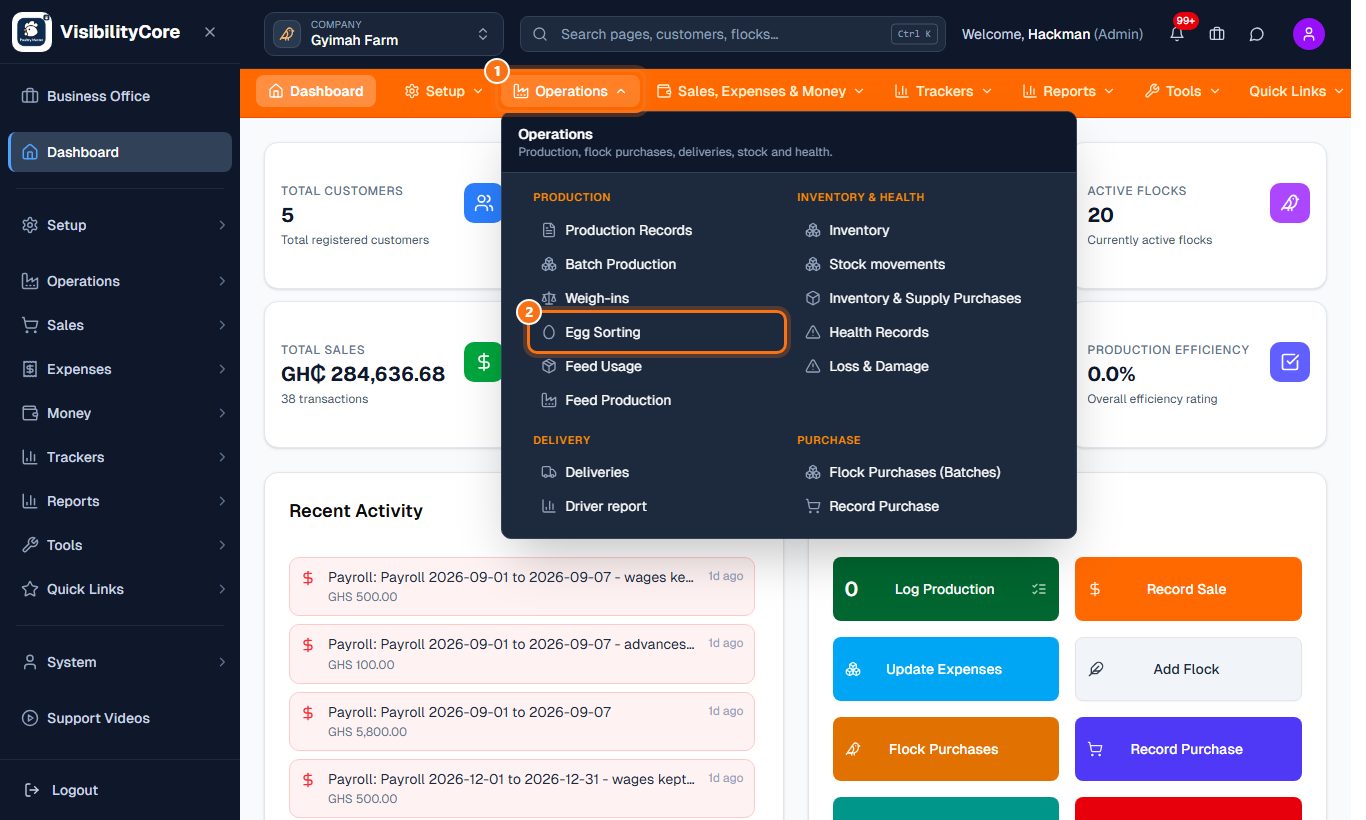 VisibilityCore
COMPANY
Gyimah Farm
Search pages, customers, flocks...
Ctrl K
Welcome, Hackman (Admin)
99+
Business Office
Dashboard
Setup
Operations
Sales
Expenses
Money
Trackers
Reports
Tools
Quick Links
System
Support Videos
Logout
Dashboard
Setup
1
Operations
Sales, Expenses & Money
Trackers
Reports
Tools
Quick Links
Operations
Production, flock purchases, deliveries, stock and health.
PRODUCTION
Production Records
Batch Production
Weigh-ins
2
Egg Sorting
Feed Usage
Feed Production
INVENTORY & HEALTH
Inventory
Stock movements
Inventory & Supply Purchases
Health Records
Loss & Damage
DELIVERY
Deliveries
Driver report
PURCHASE
Flock Purchases (Batches)
Record Purchase
TOTAL CUSTOMERS
5
Total registered customers
ACTIVE FLOCKS
20
Currently active flocks
TOTAL SALES
GH₵ 284,636.68
38 transactions
PRODUCTION EFFICIENCY
0.0%
Overall efficiency rating
Recent Activity
Payroll: Payroll 2026-09-01 to 2026-09-07 - wages ke...
1d ago
GHS 500.00
Payroll: Payroll 2026-09-01 to 2026-09-07 - advances...
1d ago
GHS 100.00
Payroll: Payroll 2026-09-01 to 2026-09-07
1d ago
GHS 5,800.00
Payroll: Payroll 2026-12-01 to 2026-12-31 - wages kept...
1d ago
GHS 500.00
Log Production
Record Sale
Update Expenses
Add Flock
Flock Purchases
Record Purchase